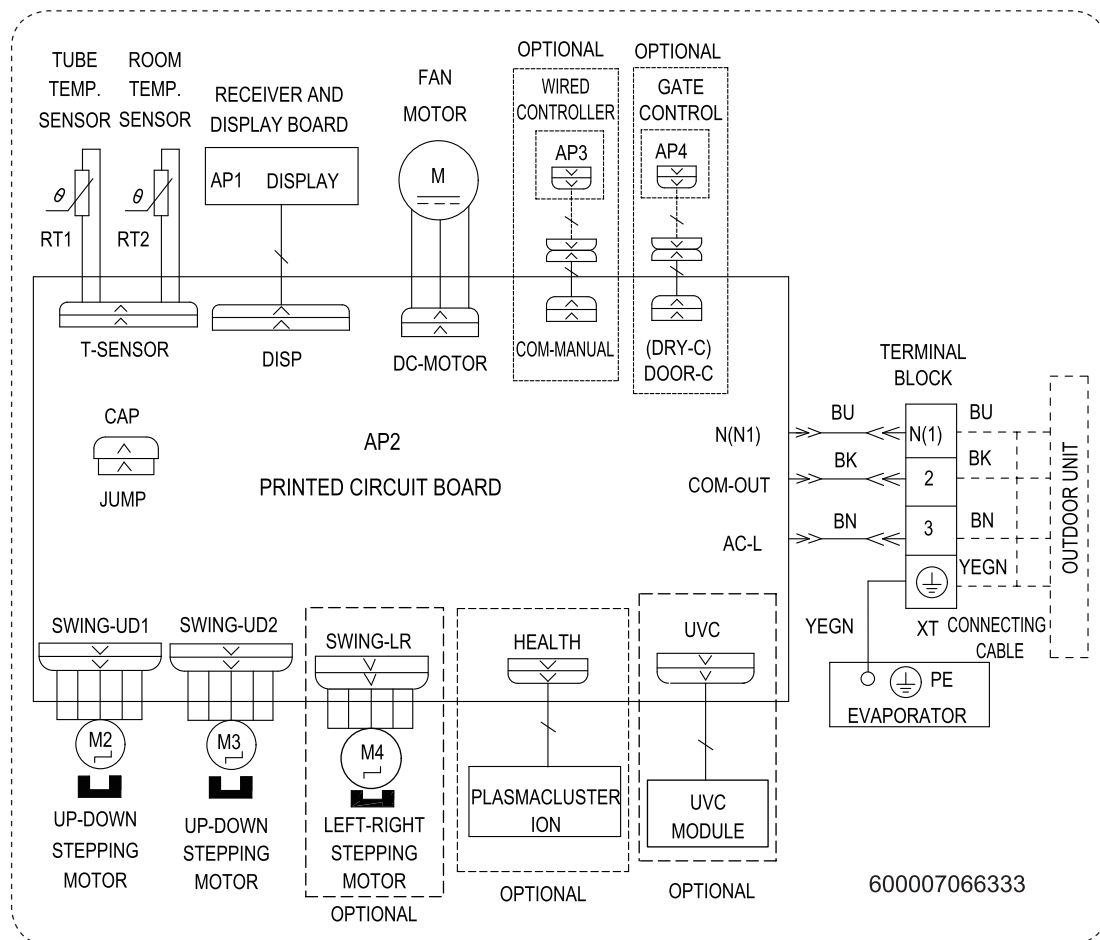 TUBE
TEMP.
SENSOR
ROOM
TEMP.
SENSOR
RECEIVER AND
DISPLAY BOARD
FAN
MOTOR
OPTIONAL
WIRED
CONTROLLER
OPTIONAL
GATE
CONTROL
AP1 DISPLAY
M
AP3
AP4
θ
RT1
θ
RT2
T-SENSOR
DISP
DC-MOTOR
COM-MANUAL
(DRY-C)
DOOR-C
CAP
JUMP
AP2
PRINTED CIRCUIT BOARD
TERMINAL
BLOCK
N(N1)
BU
N(1)
BU
COM-OUT
BK
2
BK
AC-L
BN
3
BN
YEGN
OUTDOOR UNIT
YEGN
XT
CONNECTING
CABLE
PE
EVAPORATOR
SWING-UD1
SWING-UD2
SWING-LR
HEALTH
UVC
M2
M3
M4
UP-DOWN
STEPPING
MOTOR
UP-DOWN
STEPPING
MOTOR
LEFT-RIGHT
STEPPING
MOTOR
OPTIONAL
PLASMACLUSTER
ION
OPTIONAL
UVC
MODULE
OPTIONAL
600007066333